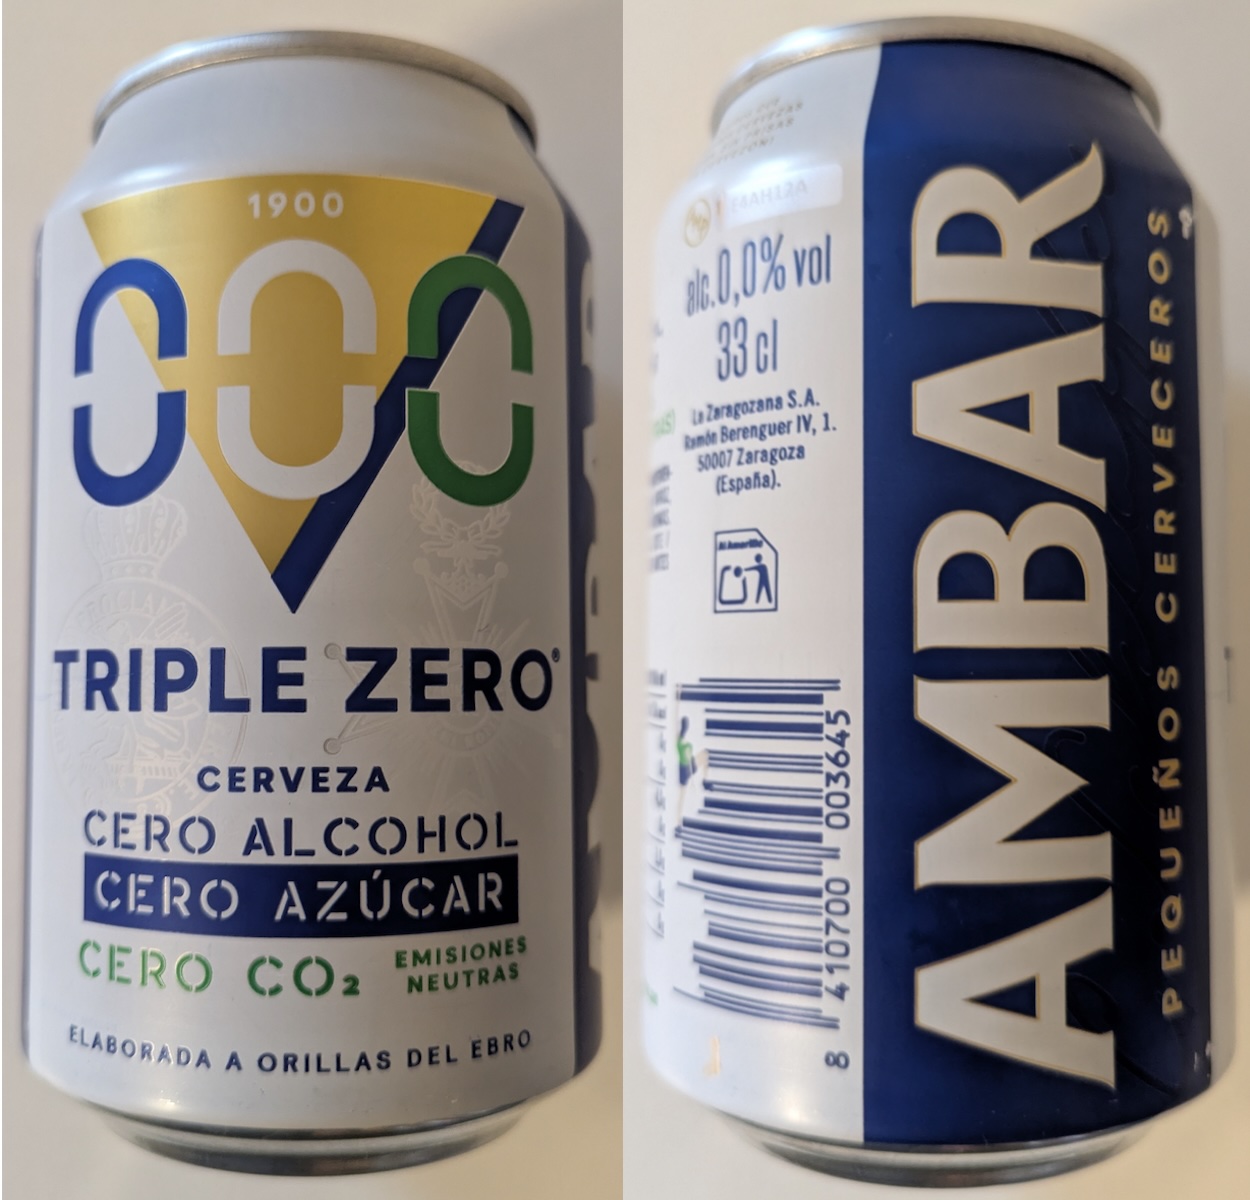 1900
000
TRIPLE ZERO®
CERVEZA
CERO ALCOHOL
CERO AZÚCAR
CERO CO₂ EMISIONES
NEUTRAS
ELABORADA A ORILLAS DEL EBRO
alc.0,0% vol
33 cl
La Zaragozana S.A.
Ramón Berenguer IV, 1.
50007 Zaragoza
(España).
Al Amarillo
8 410700 003645
AMBAR
PEQUEÑOS CERVECEROS